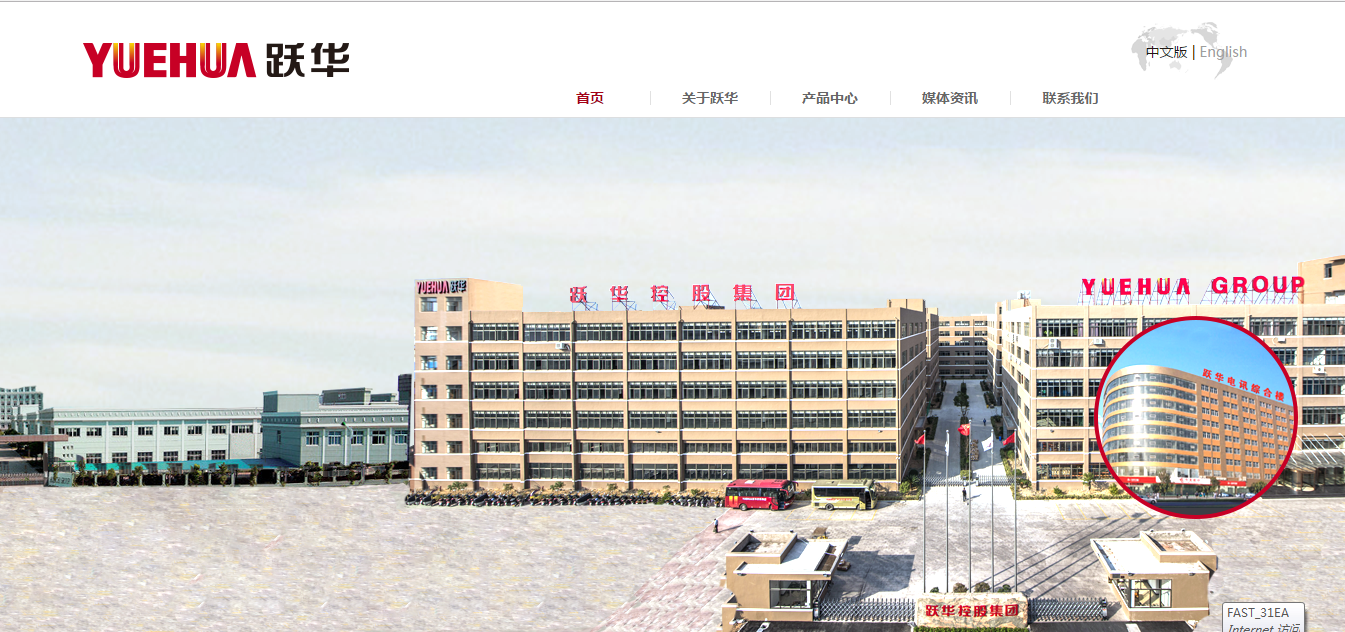 YUEHUA 跃华
中文版 | English
首页
关于跃华
产品中心
媒体资讯
联系我们
YUEHUA 跃华
跃华控股集团
YUEHUA GROUP
跃华电讯综合楼
跃华控股集团
FAST_31EA
Internet 访问